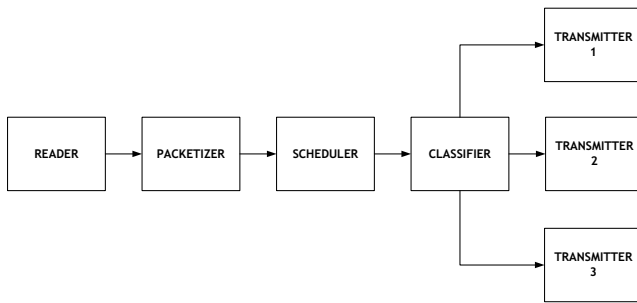 TRANSMITTER
1
READER
PACKETIZER
SCHEDULER
CLASSIFIER
TRANSMITTER
2
TRANSMITTER
3